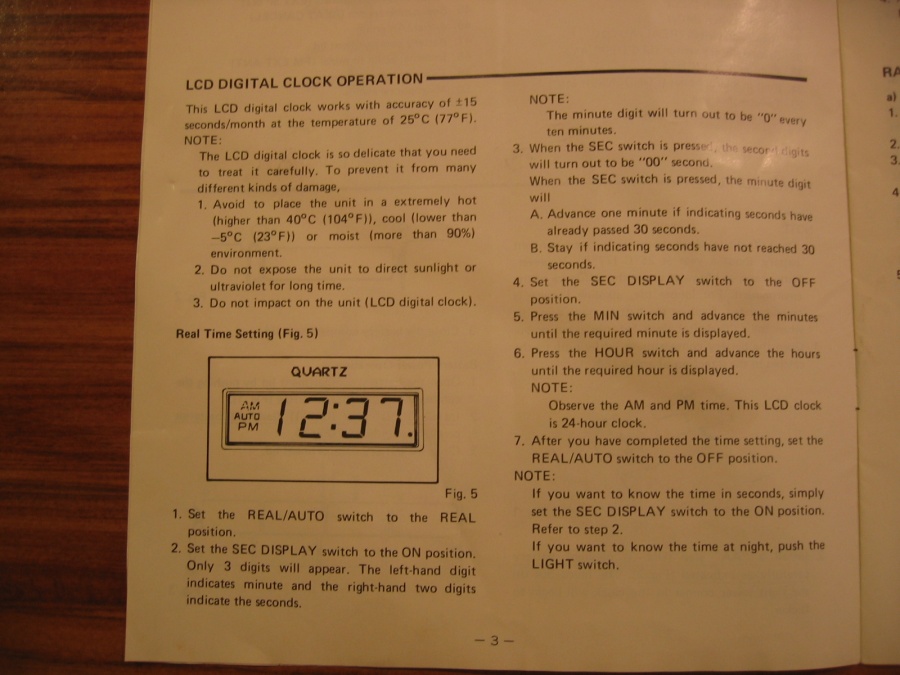 LCD DIGITAL CLOCK OPERATION
This LCD digital clock works with accuracy of ±15
seconds/month at the temperature of 25°C (77°F).
NOTE:
The LCD digital clock is so delicate that you need
to treat it carefully. To prevent it from many
different kinds of damage,
1. Avoid to place the unit in a extremely hot
(higher than 40°C (104°F)), cool (lower than
–5°C (23°F)) or moist (more than 90%)
environment.
2. Do not expose the unit to direct sunlight or
ultraviolet for long time.
3. Do not impact on the unit (LCD digital clock).
Real Time Setting (Fig. 5)
QUARTZ
AM
AUTO
PM
12:37.
Fig. 5
1. Set the REAL/AUTO switch to the REAL
position.
2. Set the SEC DISPLAY switch to the ON position.
Only 3 digits will appear. The left-hand digit
indicates minute and the right-hand two digits
indicate the seconds.
NOTE:
The minute digit will turn out to be "0" every
ten minutes.
3. When the SEC switch is pressed, the second digits
will turn out to be "00" second.
When the SEC switch is pressed, the minute digit
will
A. Advance one minute if indicating seconds have
already passed 30 seconds.
B. Stay if indicating seconds have not reached 30
seconds.
4. Set the SEC DISPLAY switch to the OFF
position.
5. Press the MIN switch and advance the minutes
until the required minute is displayed.
6. Press the HOUR switch and advance the hours
until the required hour is displayed.
NOTE:
Observe the AM and PM time. This LCD clock
is 24-hour clock.
7. After you have completed the time setting, set the
REAL/AUTO switch to the OFF position.
NOTE:
If you want to know the time in seconds, simply
set the SEC DISPLAY switch to the ON position.
Refer to step 2.
If you want to know the time at night, push the
LIGHT switch.
– 3 –
RA
a)
1.
2.
3.
4
5